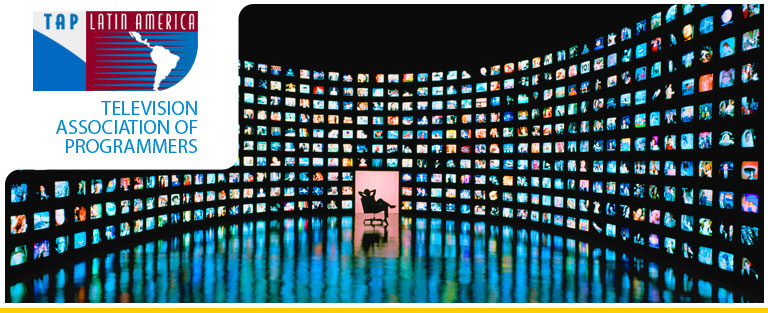 TAP LATIN AMERICA
TELEVISION
ASSOCIATION OF
PROGRAMMERS